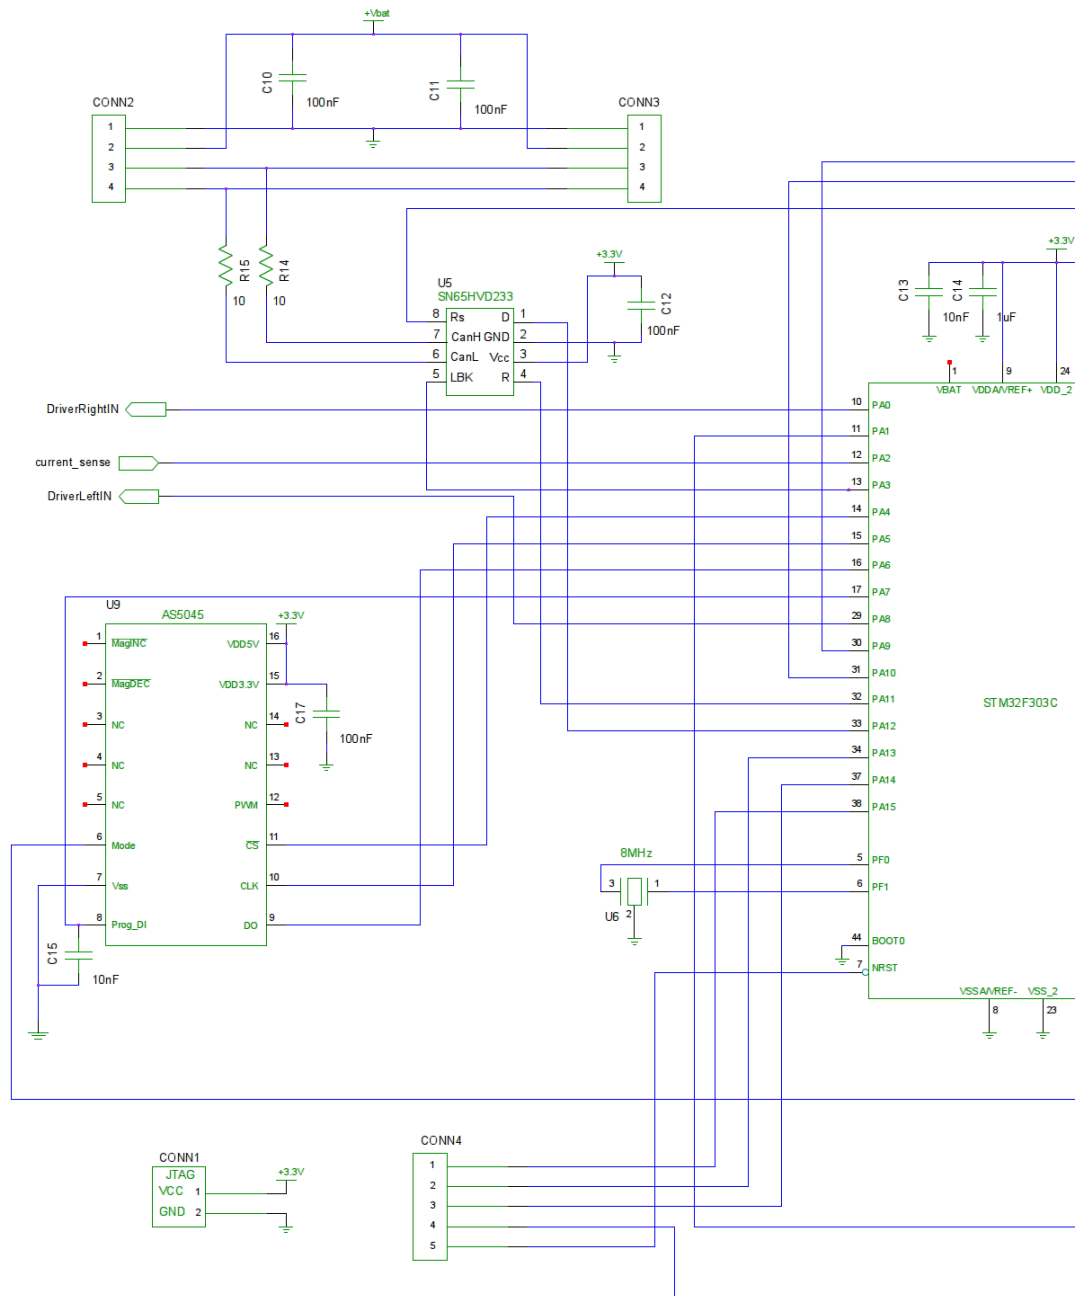 +Vbat
C10
100nF
C11
100nF
CONN2
1
2
3
4
CONN3
1
2
3
4
R15
10
R14
10
+3.3V
C12
100nF
U5
SN65HVD233
8 Rs D 1
7 CanH GND 2
6 CanL Vcc 3
5 LBK R 4
+3.3V
C13
10nF
C14
1uF
1
VBAT
9
VDDA/VREF+
24
VDD_2
DriverRightIN
current_sense
DriverLeftIN
10 PA0
11 PA1
12 PA2
13 PA3
14 PA4
15 PA5
16 PA6
17 PA7
29 PA8
30 PA9
31 PA10
32 PA11
33 PA12
34 PA13
37 PA14
38 PA15
5 PF0
6 PF1
44 BOOT0
7 NRST
STM32F303C
VSSA/VREF-
8
VSS_2
23
U9
AS5045
+3.3V
1 MagINC VDD5V 16
2 MagDEC VDD3.3V 15
3 NC NC 14
4 NC NC 13
5 NC PWM 12
6 Mode CS 11
7 Vss CLK 10
8 Prog_DI DO 9
C17
100nF
C15
10nF
8MHz
3 1
U6 2
CONN1
JTAG
VCC 1
GND 2
+3.3V
CONN4
1
2
3
4
5